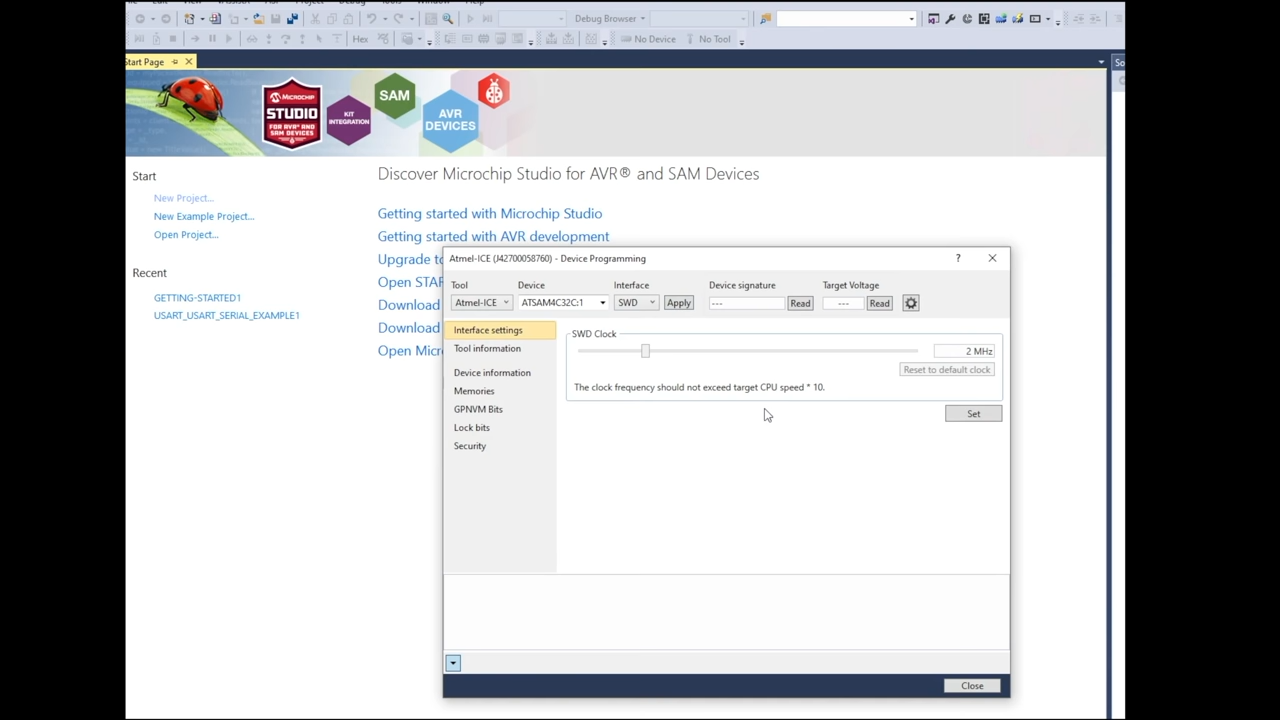 Debug Browser
Hex
No Device
No Tool
Start Page
So
MICROCHIP
STUDIO
FOR AVR® AND
SAM DEVICES
KIT
INTEGRATION
SAM
AVR
DEVICES
Start
New Project...
New Example Project...
Open Project...
Recent
GETTING-STARTED1
USART_USART_SERIAL_EXAMPLE1
Discover Microchip Studio for AVR® and SAM Devices
Getting started with Microchip Studio
Getting started with AVR development
Upgrade to
Open STAR
Download
Download
Open Micro
Atmel-ICE (J42700058760) - Device Programming
? 
Tool
Device
Interface
Device signature
Target Voltage
Atmel-ICE
ATSAM4C32C:1
SWD
Apply
---
Read
---
Read
Interface settings
Tool information
Device information
Memories
GPNVM Bits
Lock bits
Security
SWD Clock
2 MHz
Reset to default clock
The clock frequency should not exceed target CPU speed * 10.
Set
Close